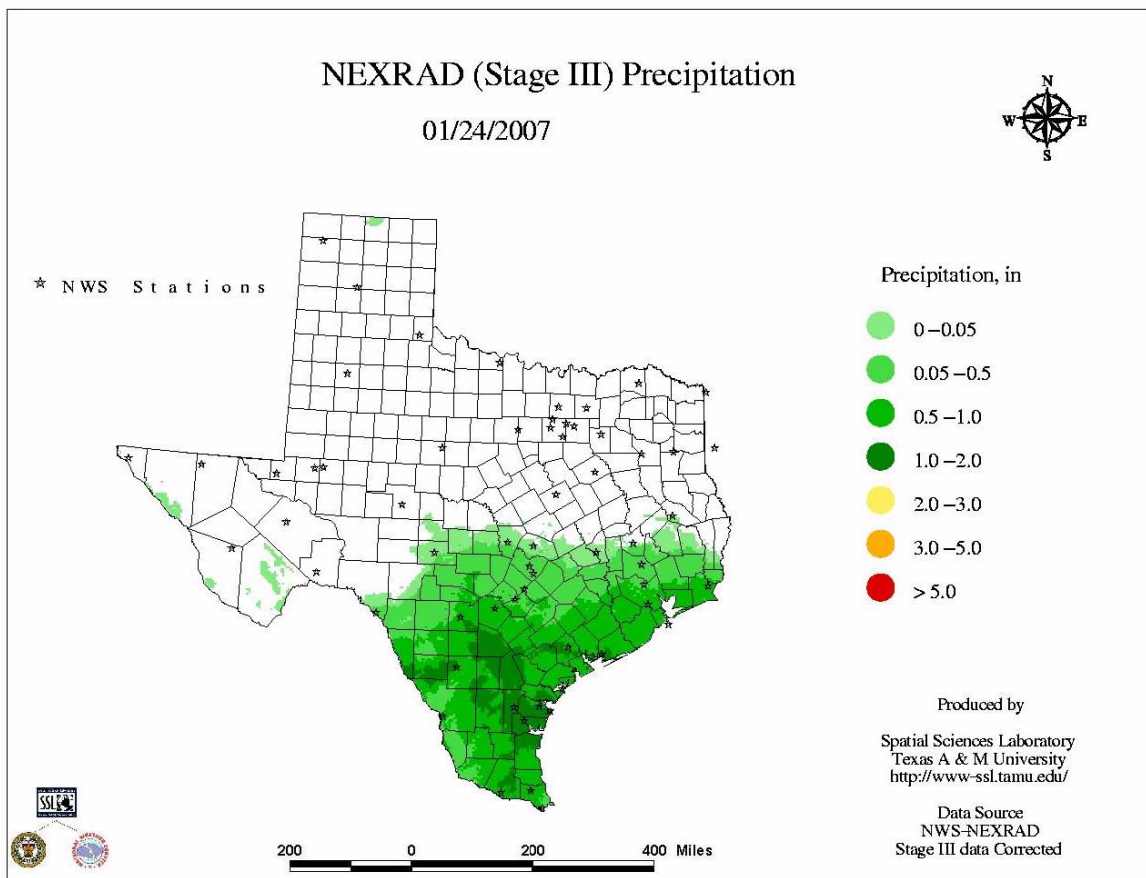 NEXRAD (Stage III) Precipitation
01/24/2007
N
W E
S
NWS Stations
Precipitation, in
0–0.05
0.05–0.5
0.5–1.0
1.0–2.0
2.0–3.0
3.0–5.0
> 5.0
Produced by
Spatial Sciences Laboratory
Texas A & M University
http://www-ssl.tamu.edu/
Data Source
NWS-NEXRAD
Stage III data Corrected
SSL
200 0 200 400 Miles